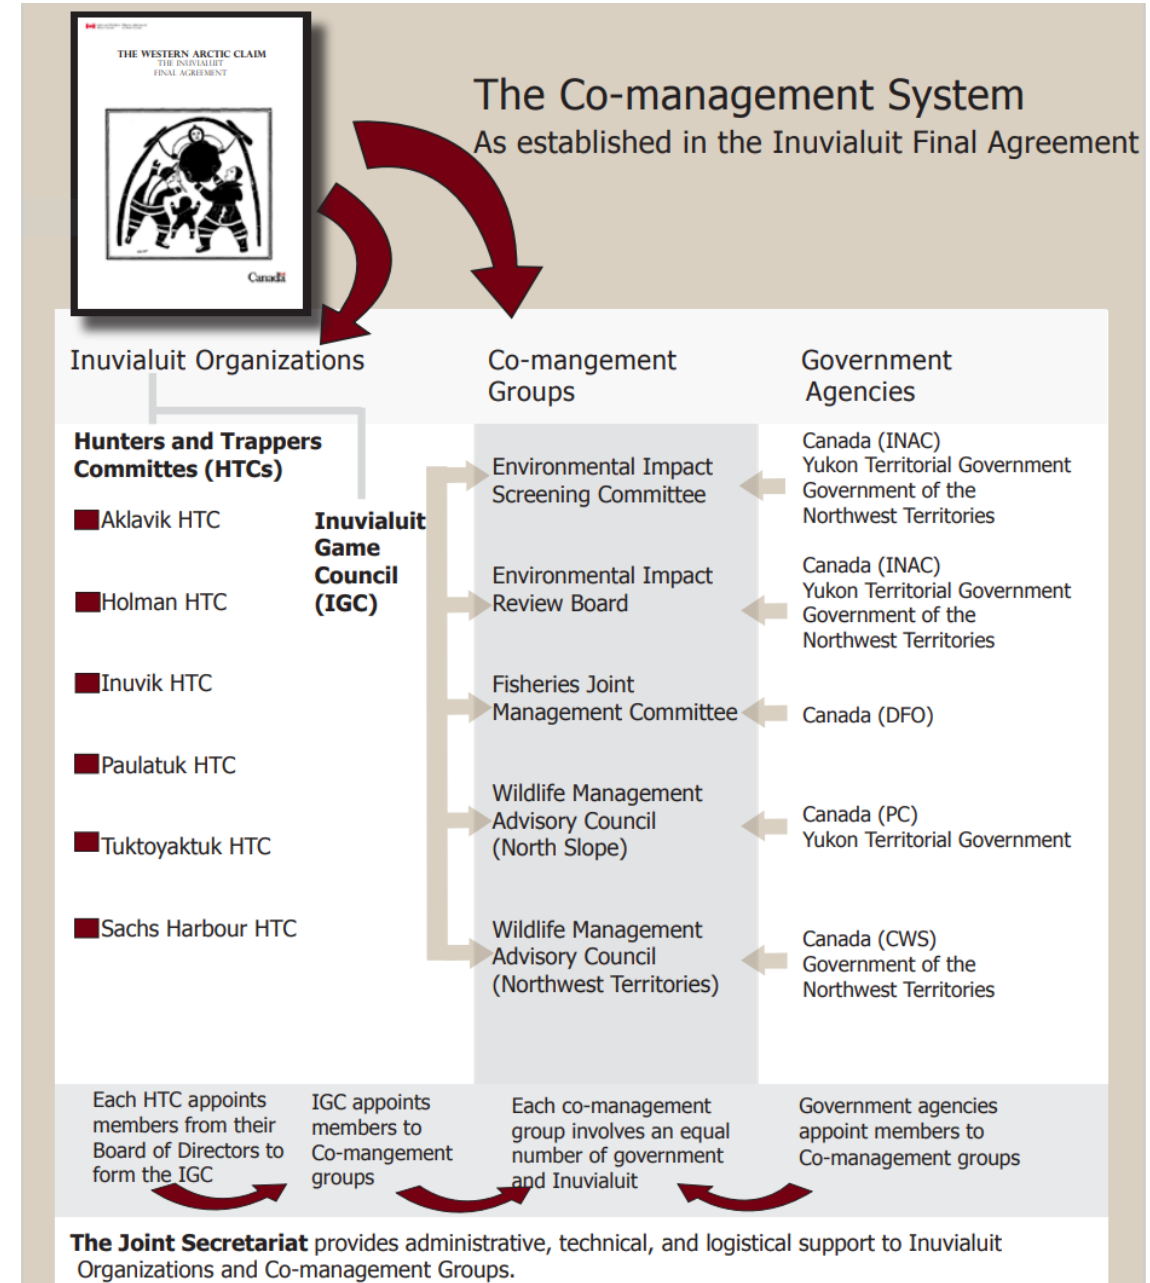 THE WESTERN ARCTIC CLAIM
THE INUVIALUIT
FINAL AGREEMENT
Canada
The Co-management System
As established in the Inuvialuit Final Agreement
Inuvialuit Organizations
Co-mangement
Groups
Government
Agencies
Hunters and Trappers
Committes (HTCs)
Aklavik HTC
Holman HTC
Inuvik HTC
Paulatuk HTC
Tuktoyaktuk HTC
Sachs Harbour HTC
Inuvialuit
Game
Council
(IGC)
Environmental Impact
Screening Committee
Environmental Impact
Review Board
Fisheries Joint
Management Committee
Wildlife Management
Advisory Council
(North Slope)
Wildlife Management
Advisory Council
(Northwest Territories)
Canada (INAC)
Yukon Territorial Government
Government of the
Northwest Territories
Canada (INAC)
Yukon Territorial Government
Government of the
Northwest Territories
Canada (DFO)
Canada (PC)
Yukon Territorial Government
Canada (CWS)
Government of the
Northwest Territories
Each HTC appoints
members from their
Board of Directors to
form the IGC
IGC appoints
members to
Co-mangement
groups
Each co-management
group involves an equal
number of government
and Inuvialuit
Government agencies
appoint members to
Co-management groups
The Joint Secretariat provides administrative, technical, and logistical support to Inuvialuit
Organizations and Co-management Groups.